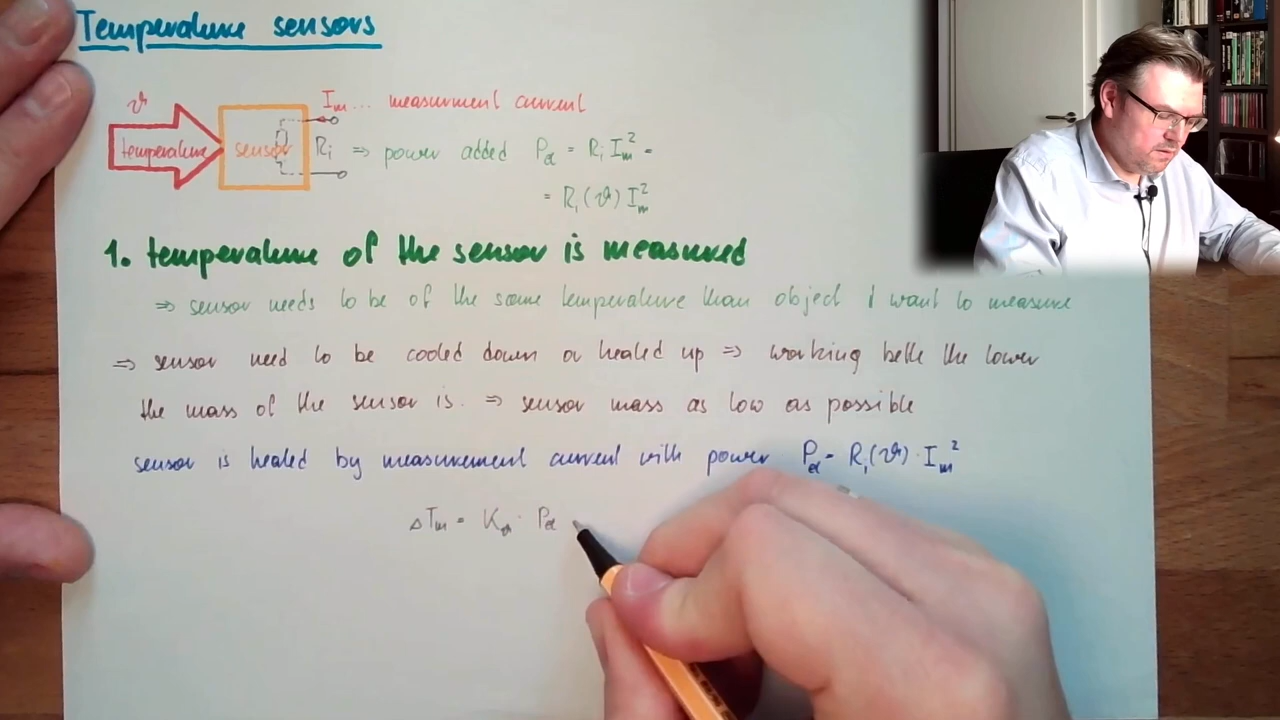 Temperature sensors
ϑ
temperature
sensor
Ri
Im... measurment current
⇒ power added Pel = Ri Im² =
= Ri(ϑ) Im²
1. temperature of the sensor is measured
⇒ sensor needs to be of the same temperature than object I want to measure
⇒ sensor need to be cooled down or heated up ⇒ working bette the lower
the mass of the sensor is. ⇒ sensor mass as low as possible
sensor is heated by measurement current with power Pel = Ri(ϑ) · Im²
ΔTm = Kϑ · Pel